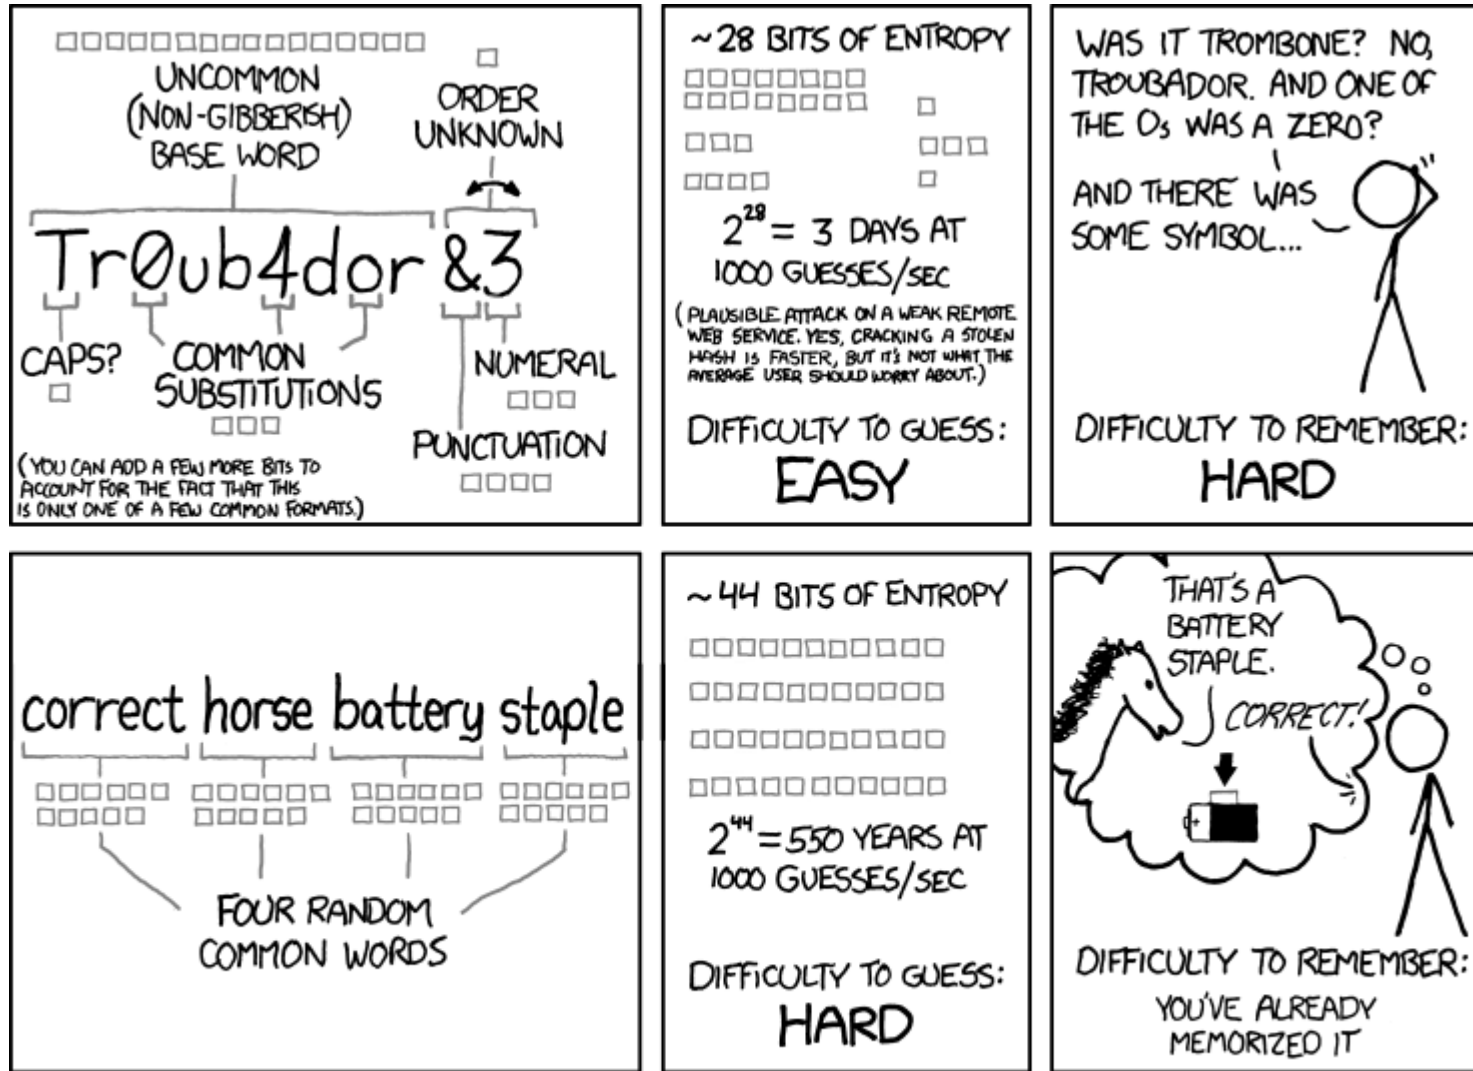 UNCOMMON
(NON-GIBBERISH)
BASE WORD
ORDER
UNKNOWN
Tr0ub4dor &3
CAPS?
COMMON
SUBSTITUTIONS
NUMERAL
PUNCTUATION
(YOU CAN ADD A FEW MORE BITS TO
ACCOUNT FOR THE FACT THAT THIS
IS ONLY ONE OF A FEW COMMON FORMATS.)
~28 BITS OF ENTROPY
2^28 = 3 DAYS AT
1000 GUESSES/SEC
(PLAUSIBLE ATTACK ON A WEAK REMOTE
WEB SERVICE. YES, CRACKING A STOLEN
HASH IS FASTER, BUT IT'S NOT WHAT THE
AVERAGE USER SHOULD WORRY ABOUT.)
DIFFICULTY TO GUESS:
EASY
WAS IT TROMBONE? NO,
TROUBADOR. AND ONE OF
THE Os WAS A ZERO?
AND THERE WAS
SOME SYMBOL...
DIFFICULTY TO REMEMBER:
HARD
correct horse battery staple
FOUR RANDOM
COMMON WORDS
~44 BITS OF ENTROPY
2^44 = 550 YEARS AT
1000 GUESSES/SEC
DIFFICULTY TO GUESS:
HARD
THAT'S A
BATTERY
STAPLE.
CORRECT!
+
DIFFICULTY TO REMEMBER:
YOU'VE ALREADY
MEMORIZED IT